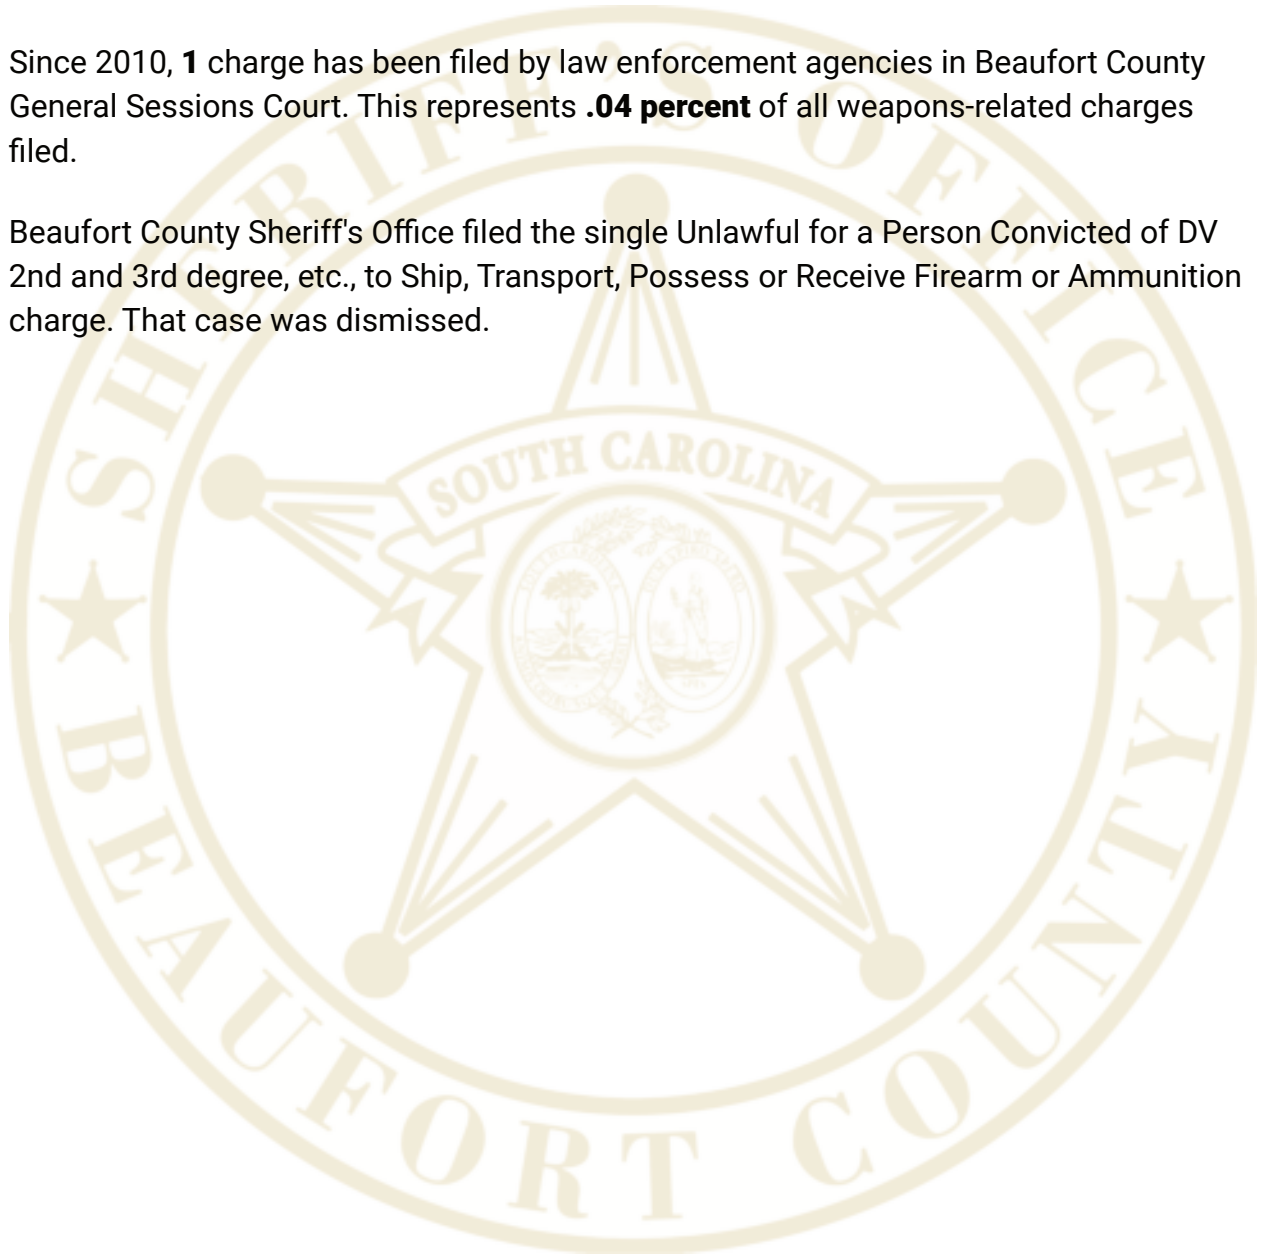 Since 2010, 1 charge has been filed by law enforcement agencies in Beaufort County
General Sessions Court. This represents .04 percent of all weapons-related charges
filed.
Beaufort County Sheriff's Office filed the single Unlawful for a Person Convicted of DV
2nd and 3rd degree, etc., to Ship, Transport, Possess or Receive Firearm or Ammunition
charge. That case was dismissed.
SHERIFF'S OFFICE
SOUTH CAROLINA
BEAUFORT COUNTY